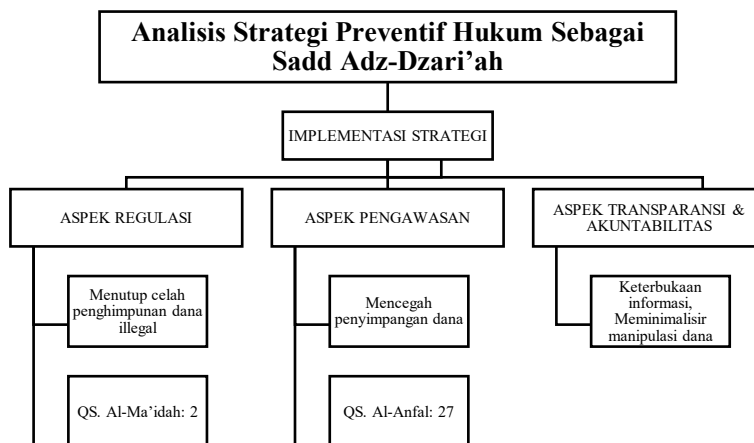 Analisis Strategi Preventif Hukum Sebagai
Sadd Adz-Dzari’ah
IMPLEMENTASI STRATEGI
ASPEK REGULASI
ASPEK PENGAWASAN
ASPEK TRANSPARANSI &
AKUNTABILITAS
Menutup celah
penghimpunan dana
illegal
Mencegah
penyimpangan dana
Keterbukaan
informasi,
Meminimalisir
manipulasi dana
QS. Al-Ma’idah: 2
QS. Al-Anfal: 27